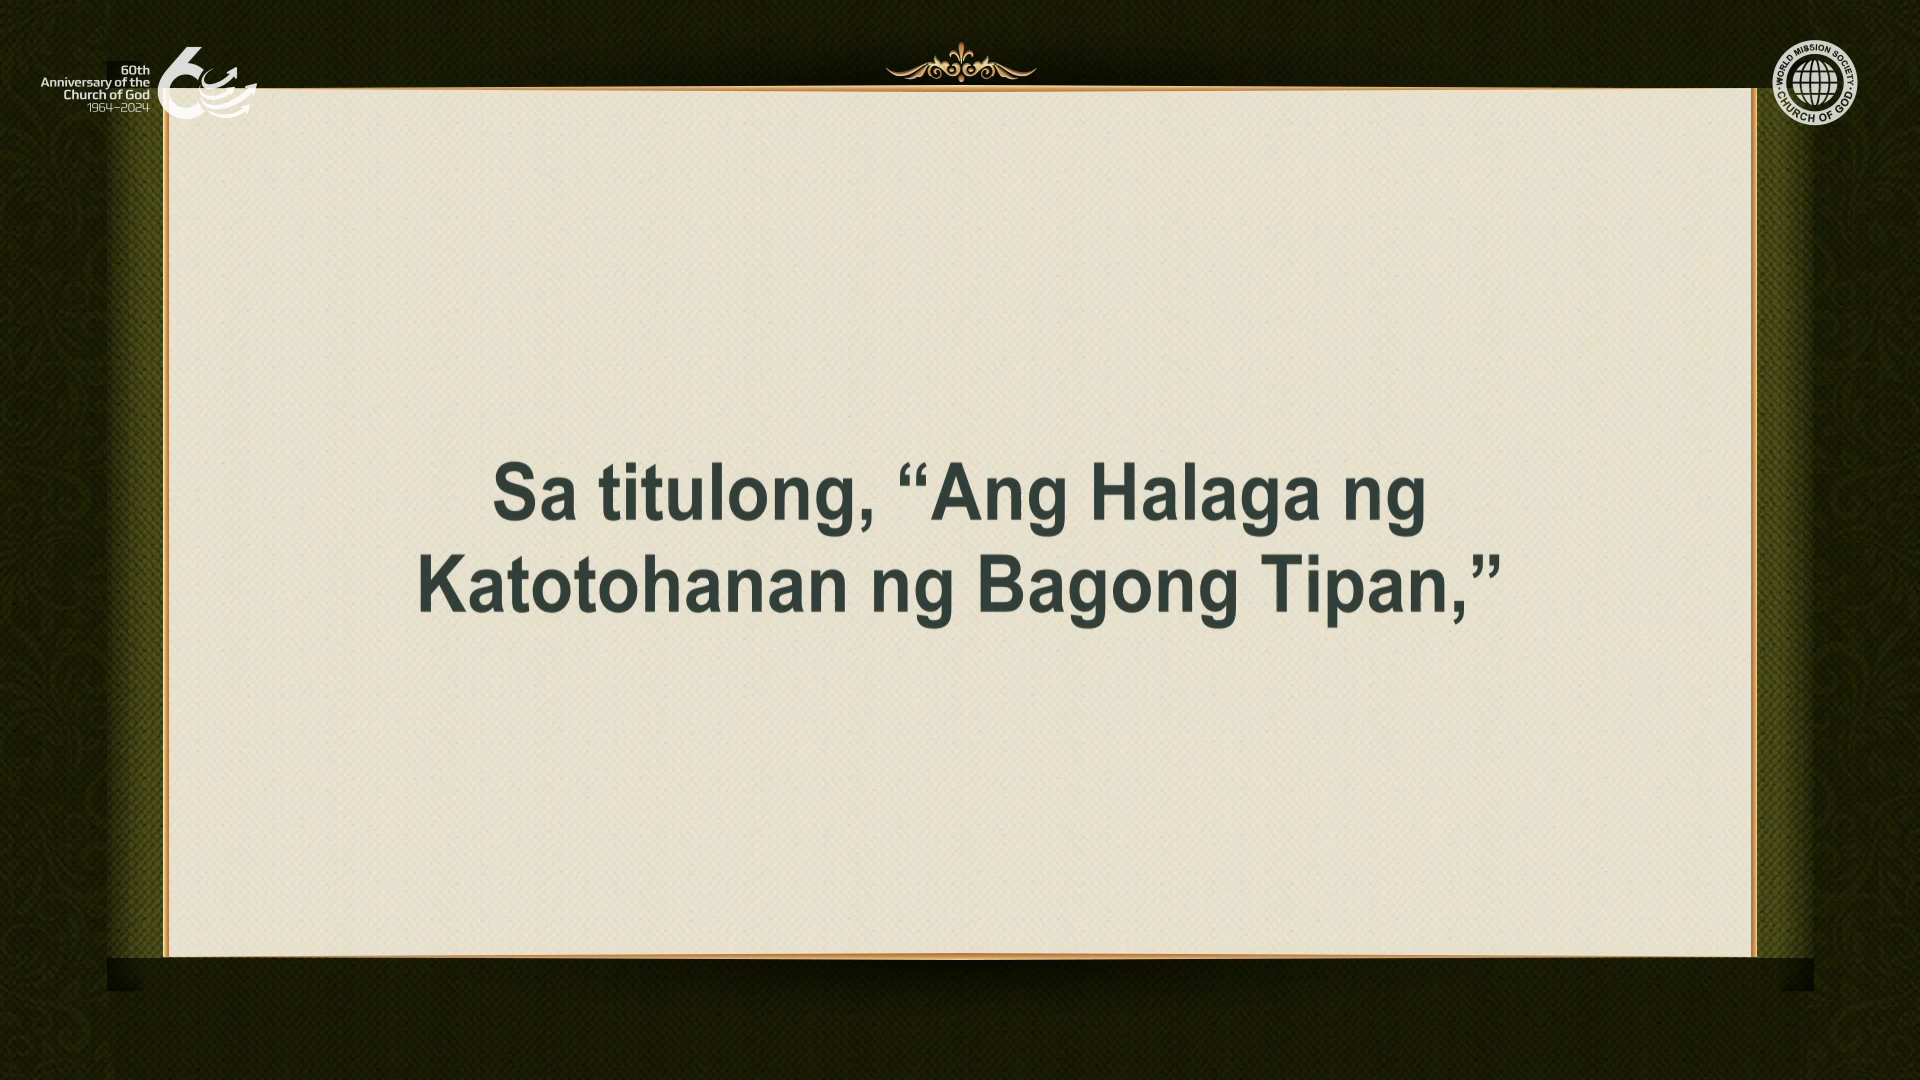 60th
Anniversary of the
Church of God
1964–2024
60
WORLD MISSION SOCIETY
CHURCH OF GOD
Sa titulong, “Ang Halaga ng
Katotohanan ng Bagong Tipan,”